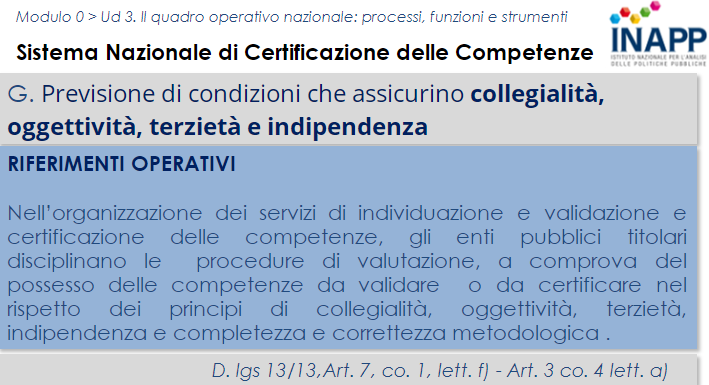 Modulo 0 > Ud 3. Il quadro operativo nazionale: processi, funzioni e strumenti
Sistema Nazionale di Certificazione delle Competenze
INAPP
ISTITUTO NAZIONALE PER L'ANALISI
DELLE POLITICHE PUBBLICHE
G. Previsione di condizioni che assicurino collegialità,
oggettività, terzietà e indipendenza
RIFERIMENTI OPERATIVI
Nell'organizzazione dei servizi di individuazione e validazione e
certificazione delle competenze, gli enti pubblici titolari
disciplinano le procedure di valutazione, a comprova del
possesso delle competenze da validare o da certificare nel
rispetto dei principi di collegialità, oggettività, terzietà,
indipendenza e completezza e correttezza metodologica .
D. lgs 13/13,Art. 7, co. 1, lett. f) - Art. 3 co. 4 lett. a)